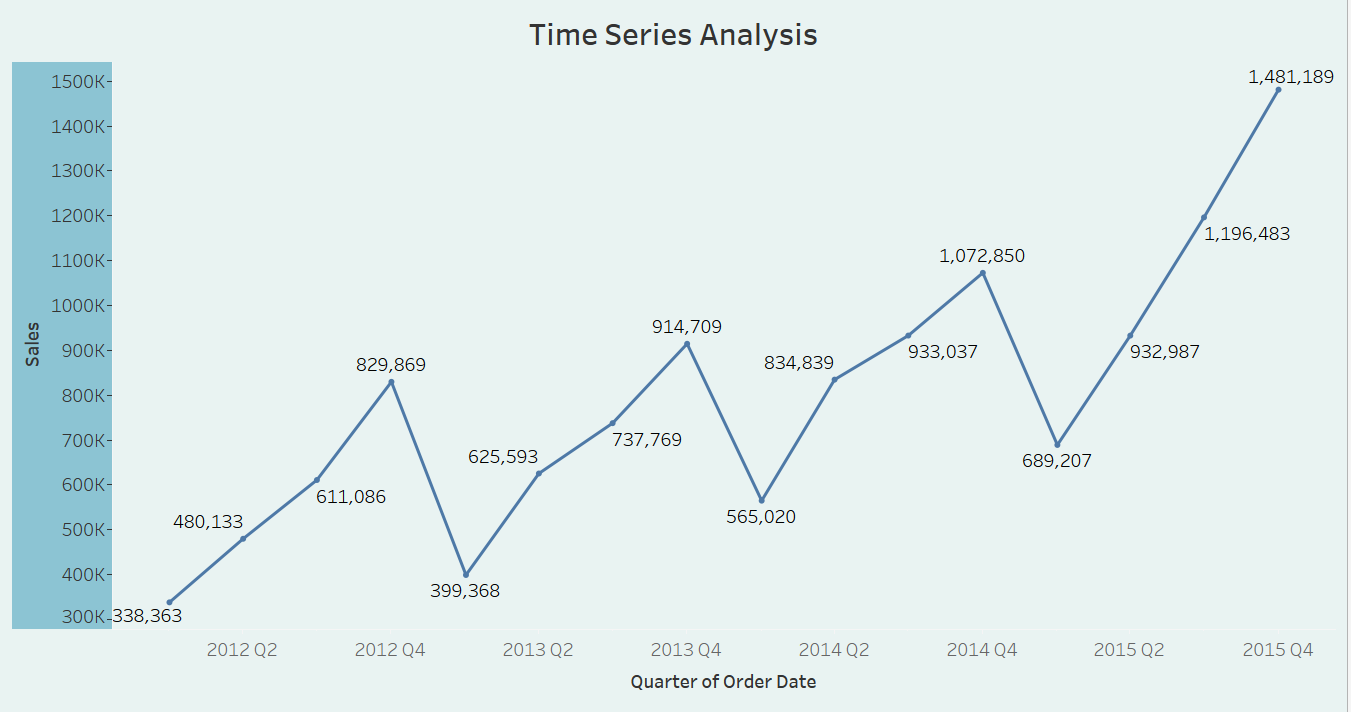 Time Series Analysis
1500K
1400K
1300K
1200K
1100K
1000K
900K
800K
700K
600K
500K
400K
300K
Sales
338,363
480,133
611,086
829,869
399,368
625,593
737,769
914,709
565,020
834,839
933,037
1,072,850
689,207
932,987
1,196,483
1,481,189
2012 Q2
2012 Q4
2013 Q2
2013 Q4
2014 Q2
2014 Q4
2015 Q2
2015 Q4
Quarter of Order Date